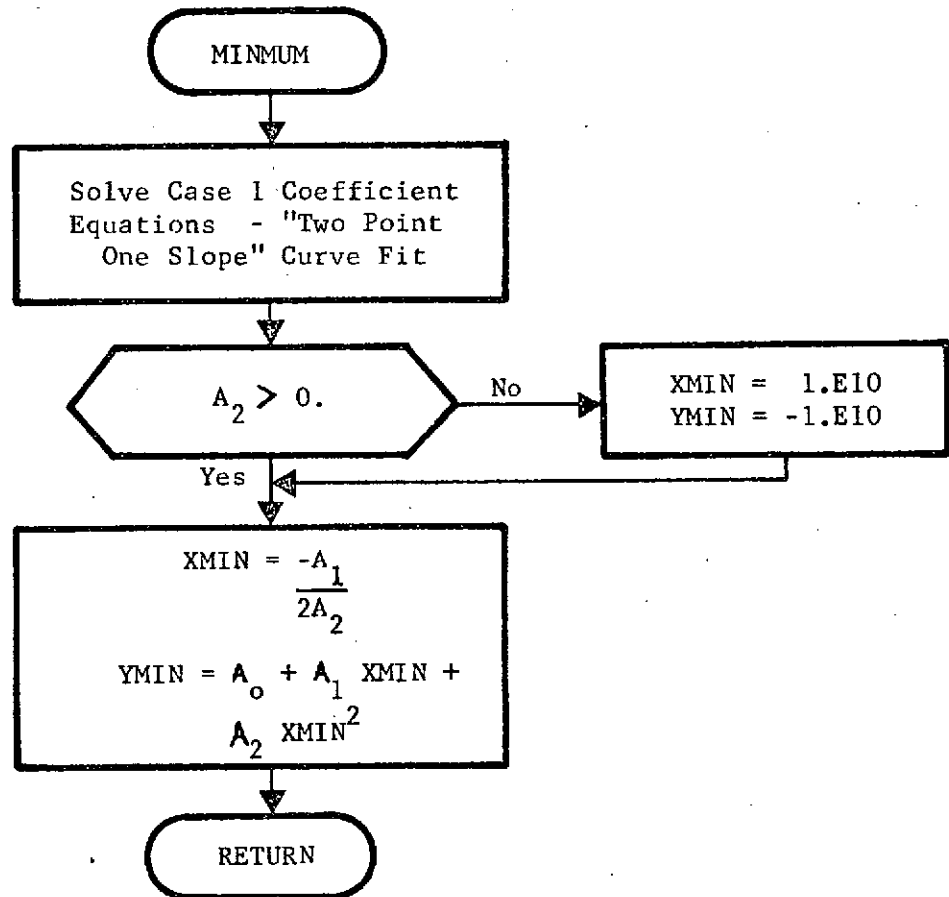 MINMUM
Solve Case 1 Coefficient
Equations - "Two Point
One Slope" Curve Fit
A₂ > 0.
No
XMIN = 1.E10
YMIN = -1.E10
Yes
XMIN = -A₁
2A₂
YMIN = A₀ + A₁ XMIN +
A₂ XMIN²
RETURN